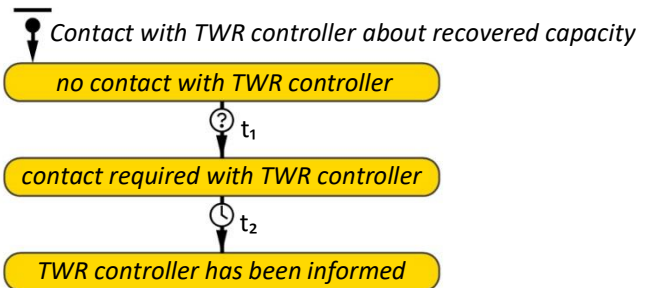 Contact with TWR controller about recovered capacity
no contact with TWR controller
? t₁
contact required with TWR controller
t₂
TWR controller has been informed